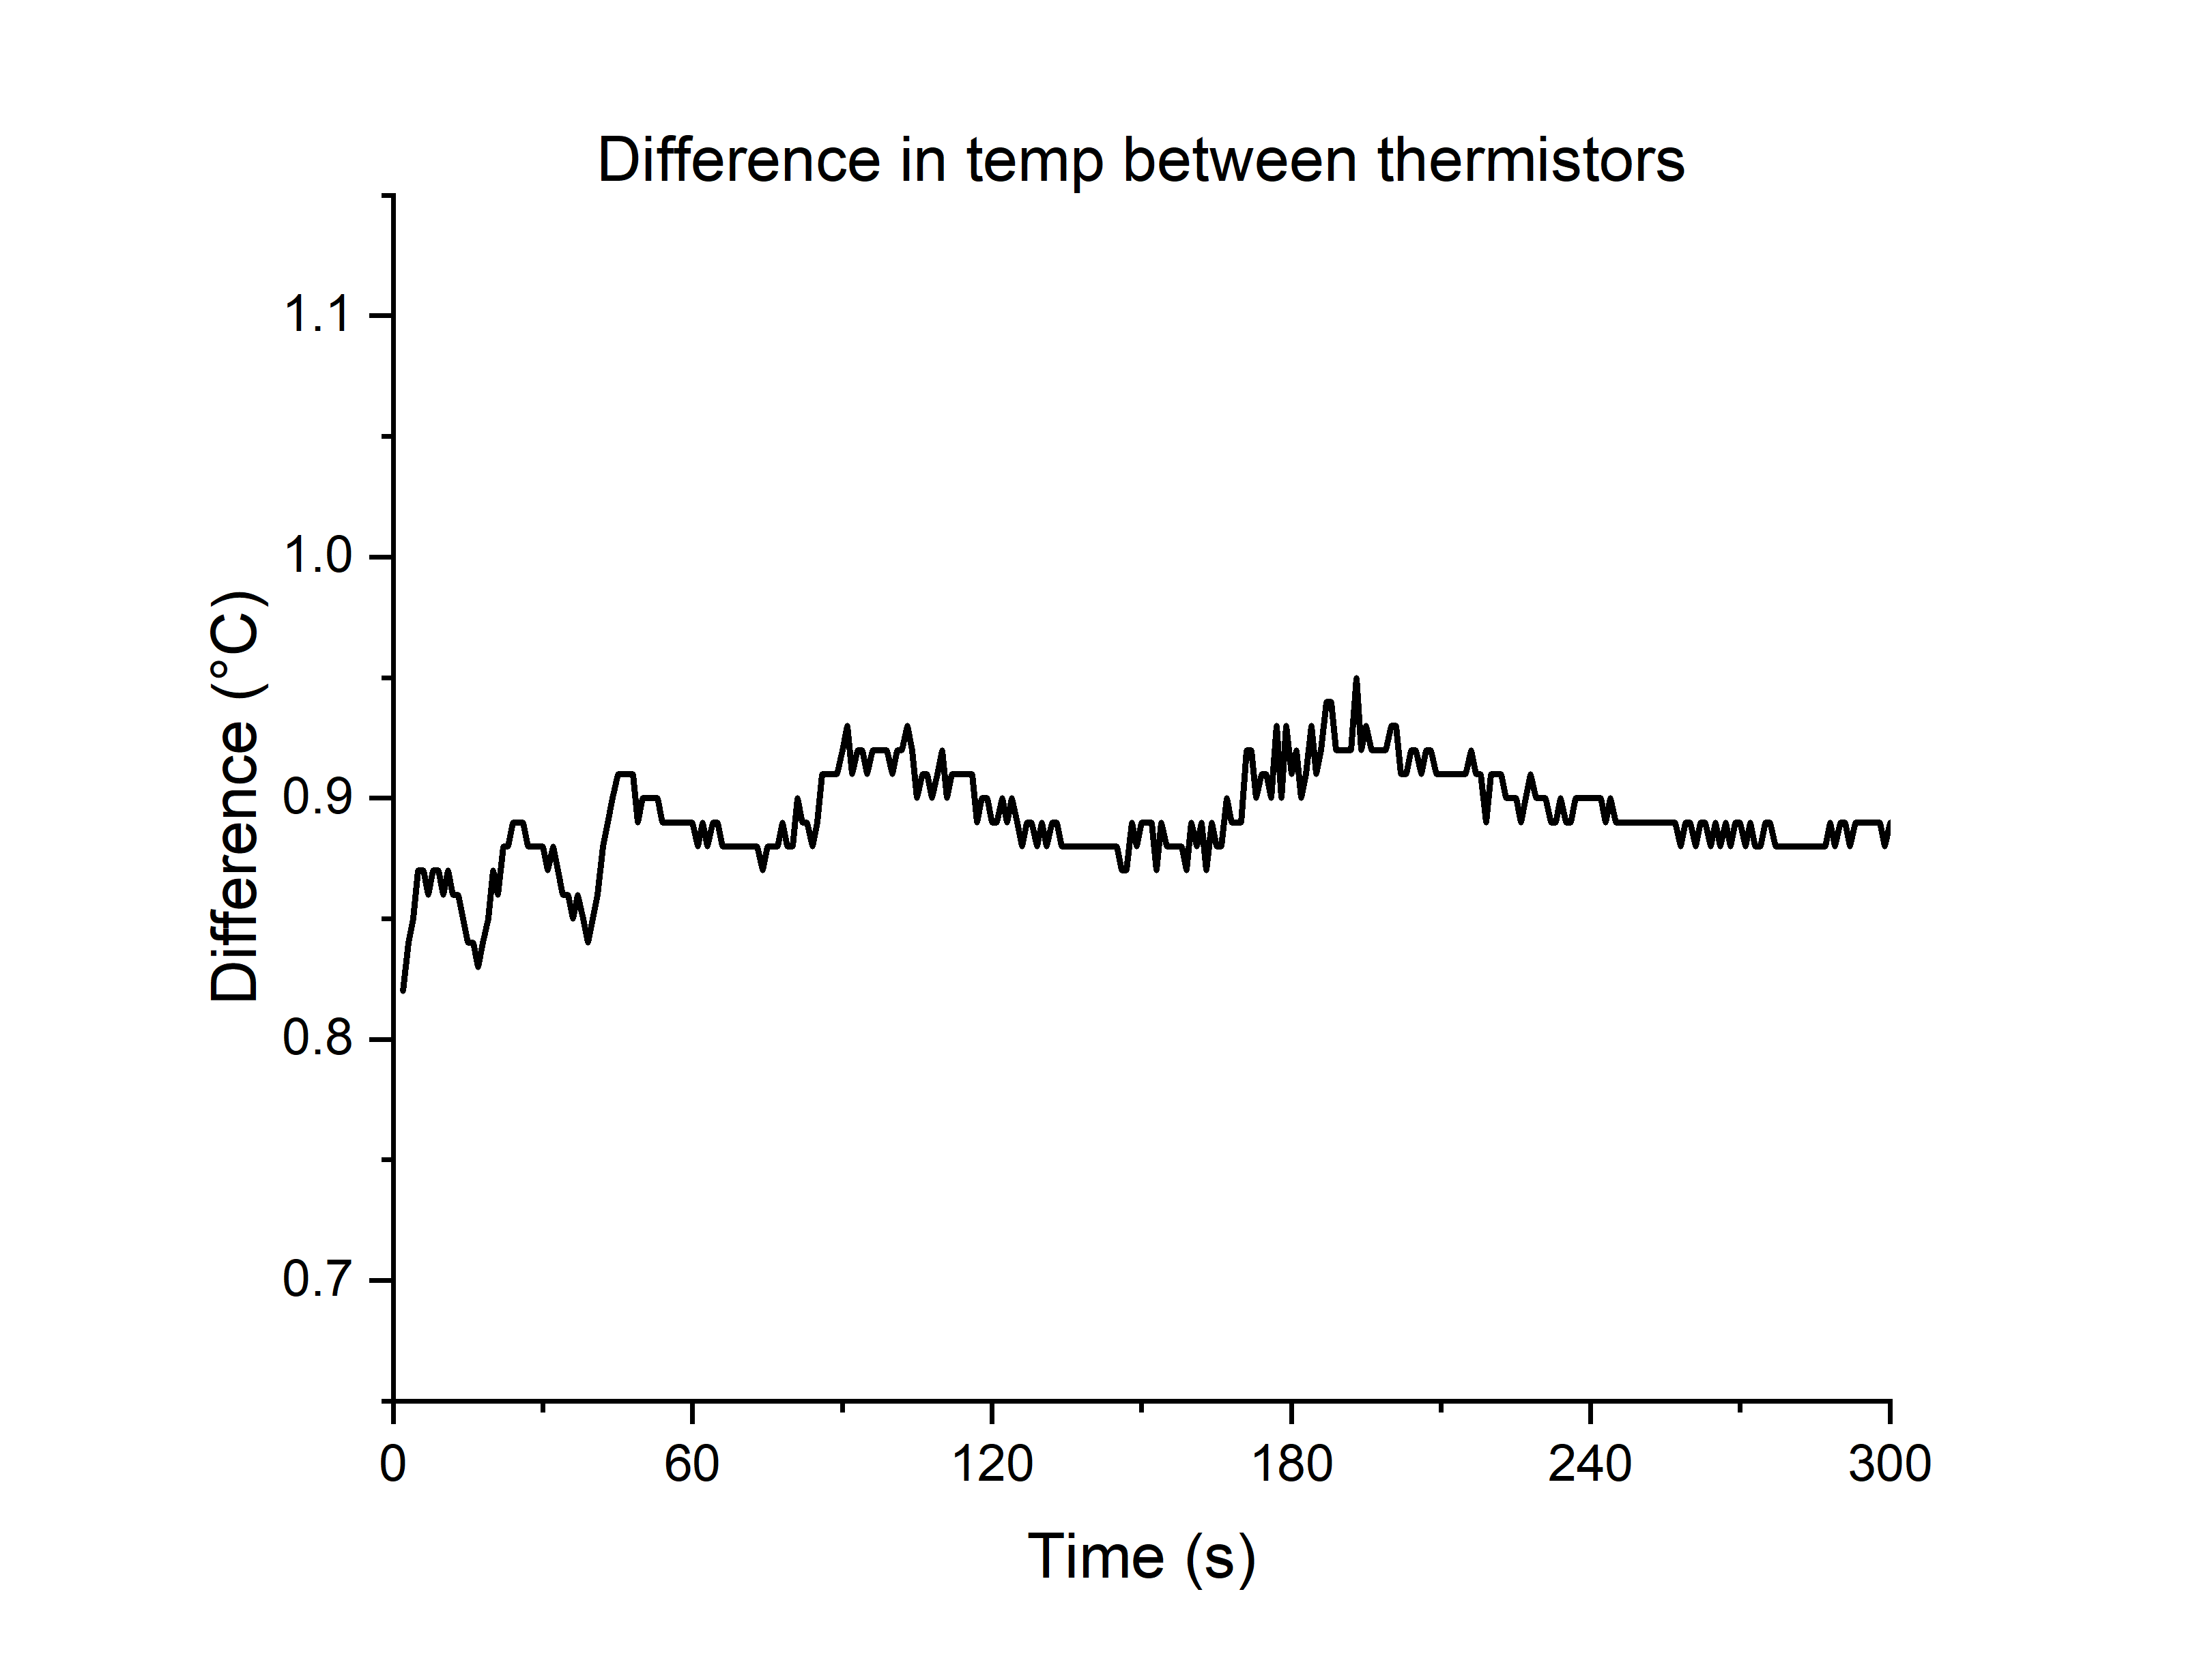 Difference in temp between thermistors
1.1
1.0
0.9
0.8
0.7
Difference (°C)
0 60 120 180 240 300
Time (s)